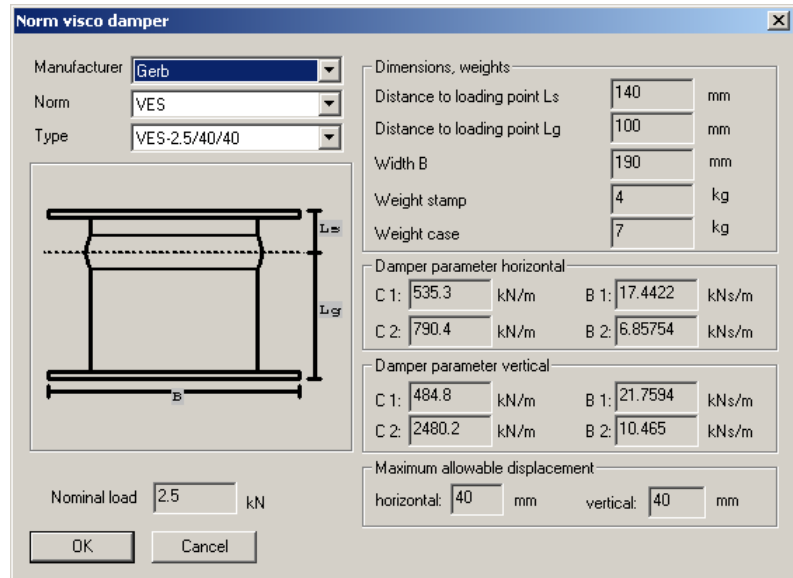 Norm visco damper
Manufacturer Gerb
Norm VES
Type VES-2.5/40/40
Ls
Lg
B
Nominal load 2.5 kN
OK Cancel
Dimensions, weights
Distance to loading point Ls 140 mm
Distance to loading point Lg 100 mm
Width B 190 mm
Weight stamp 4 kg
Weight case 7 kg
Damper parameter horizontal
C 1: 535.3 kN/m B 1: 17.4422 kNs/m
C 2: 790.4 kN/m B 2: 6.85754 kNs/m
Damper parameter vertical
C 1: 484.8 kN/m B 1: 21.7594 kNs/m
C 2: 2480.2 kN/m B 2: 10.465 kNs/m
Maximum allowable displacement
horizontal: 40 mm vertical: 40 mm